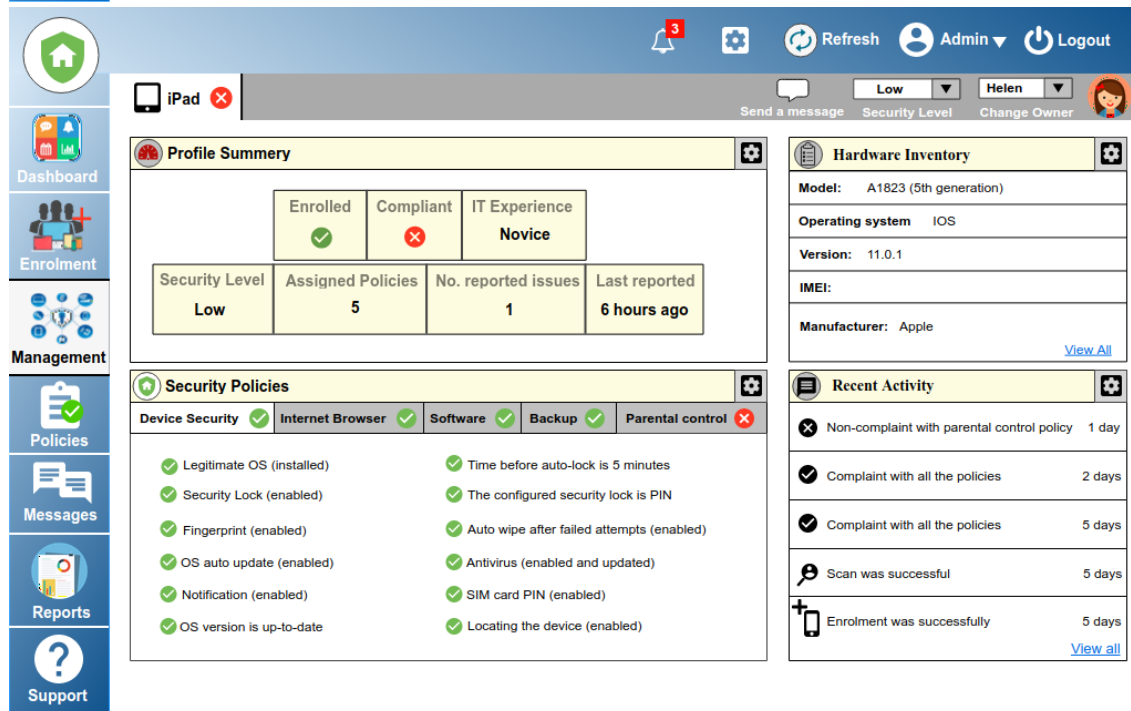 3
Refresh
Admin
Logout
iPad
Send a message
Low
Security Level
Helen
Change Owner
Dashboard
Enrolment
Management
Policies
Messages
Reports
Support
Profile Summery
Enrolled
Compliant
IT Experience
Novice
Security Level
Low
Assigned Policies
5
No. reported issues
1
Last reported
6 hours ago
Hardware Inventory
Model: A1823 (5th generation)
Operating system IOS
Version: 11.0.1
IMEI:
Manufacturer: Apple
View All
Security Policies
Device Security
Internet Browser
Software
Backup
Parental control
Legitimate OS (installed)
Security Lock (enabled)
Fingerprint (enabled)
OS auto update (enabled)
Notification (enabled)
OS version is up-to-date
Time before auto-lock is 5 minutes
The configured security lock is PIN
Auto wipe after failed attempts (enabled)
Antivirus (enabled and updated)
SIM card PIN (enabled)
Locating the device (enabled)
Recent Activity
Non-complaint with parental control policy 1 day
Complaint with all the policies 2 days
Complaint with all the policies 5 days
Scan was successful 5 days
Enrolment was successfully 5 days
View all